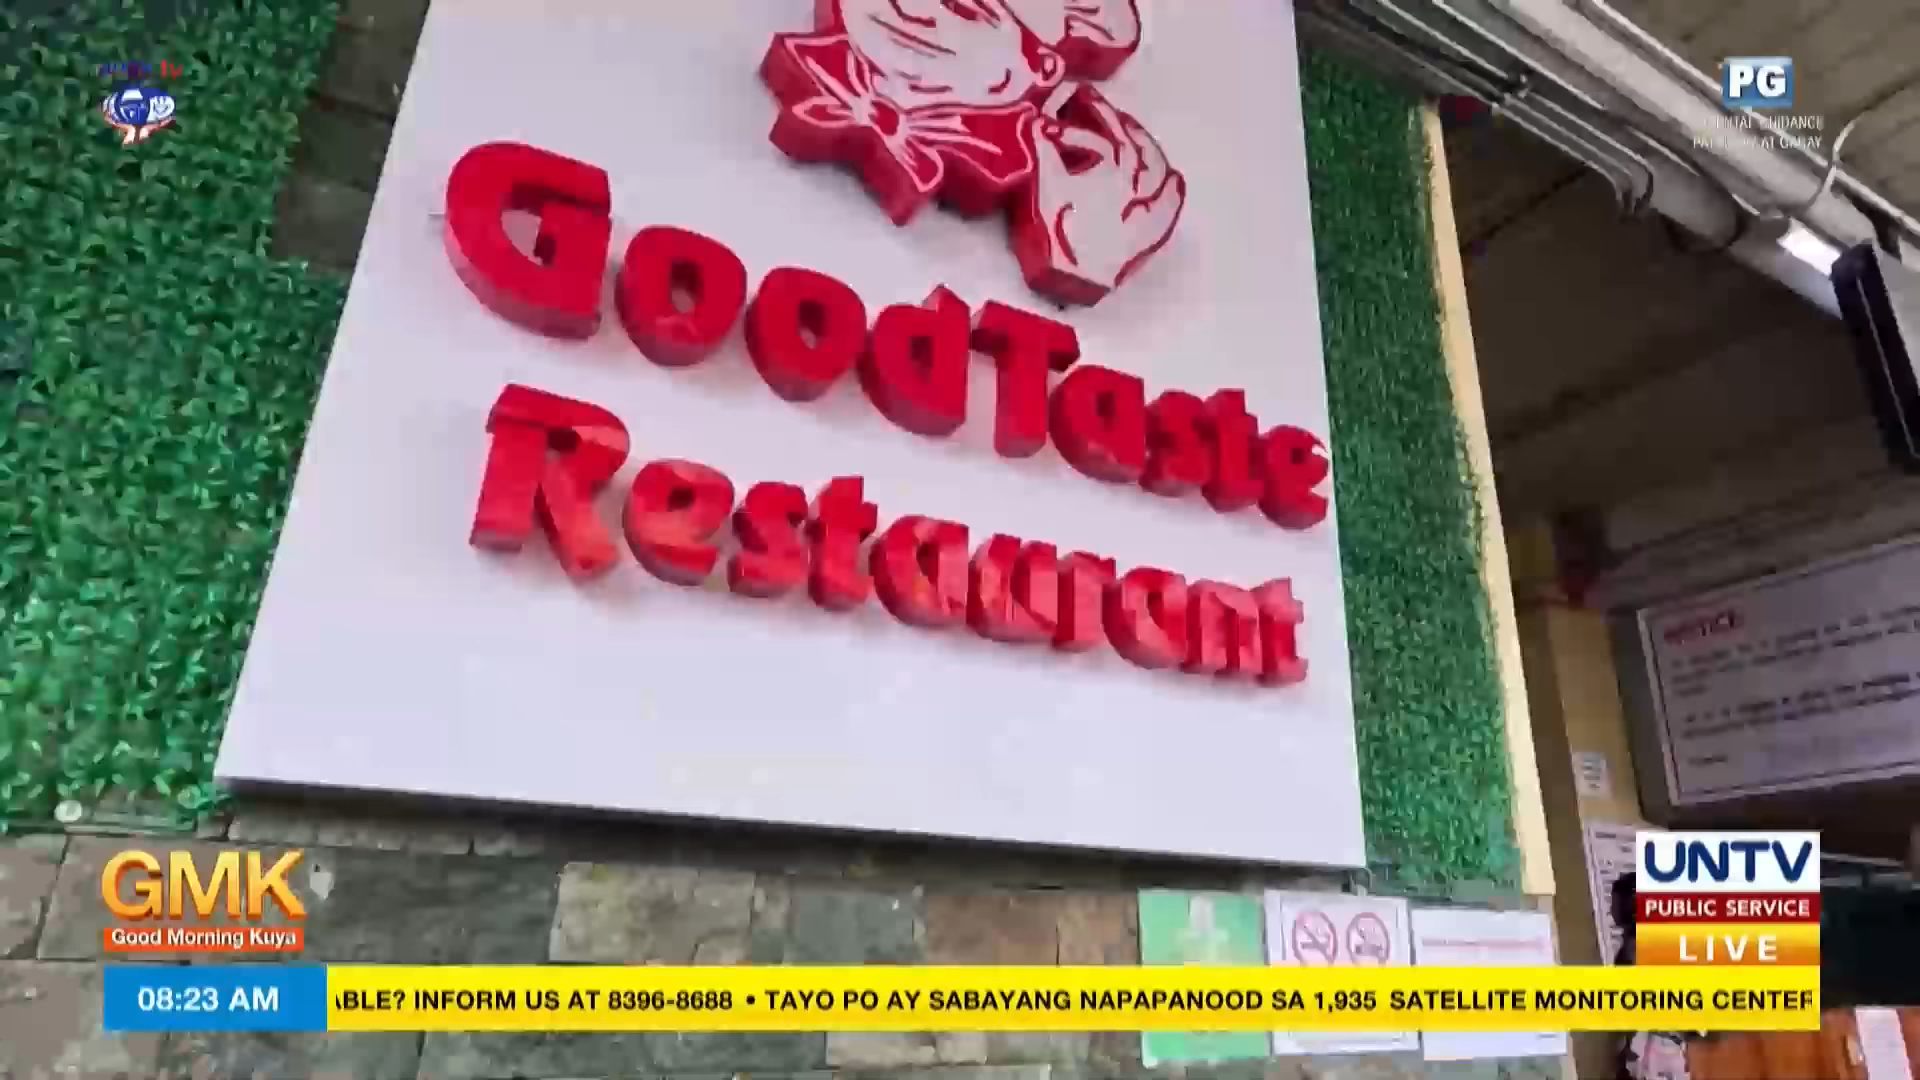 PG
GoodTaste
Restaurant
NOTICE
GMK
Good Morning Kuya
UNTV
PUBLIC SERVICE
LIVE
08:23 AM
ABLE? INFORM US AT 8396-8688 • TAYO PO AY SABAYANG NAPAPANOOD SA 1,935 SATELLITE MONITORING CENTER